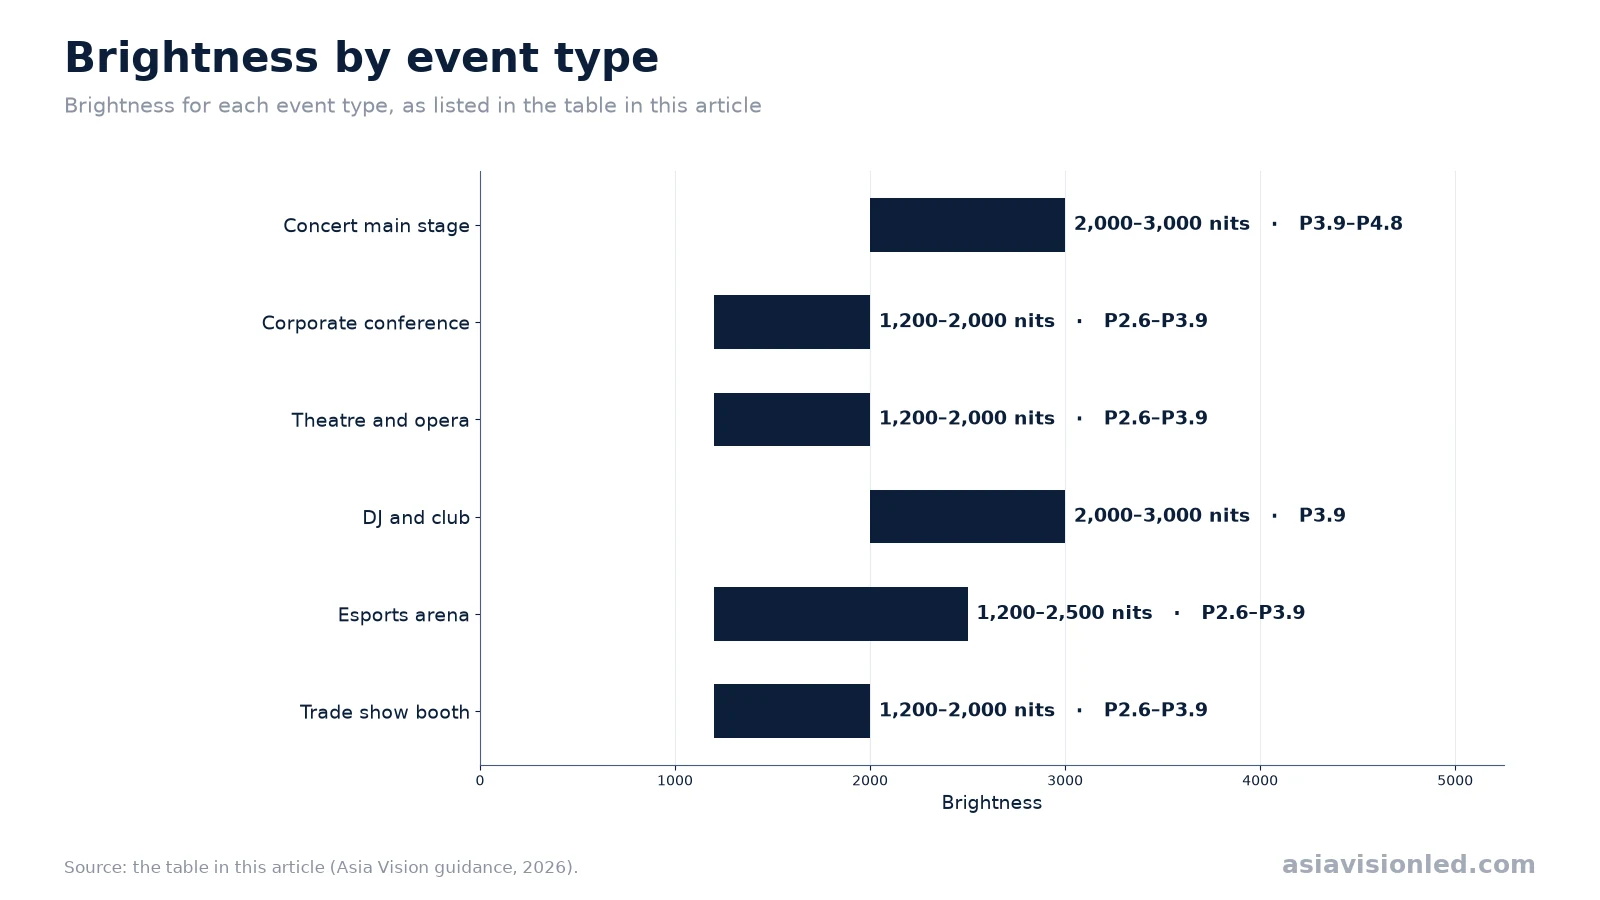 Brightness by event type
Brightness for each event type, as listed in the table in this article
Concert main stage 2,000–3,000 nits · P3.9–P4.8
Corporate conference 1,200–2,000 nits · P2.6–P3.9
Theatre and opera 1,200–2,000 nits · P2.6–P3.9
DJ and club 2,000–3,000 nits · P3.9
Esports arena 1,200–2,500 nits · P2.6–P3.9
Trade show booth 1,200–2,000 nits · P2.6–P3.9
0 1000 2000 3000 4000 5000
Brightness
Source: the table in this article (Asia Vision guidance, 2026).
asiavisionled.com